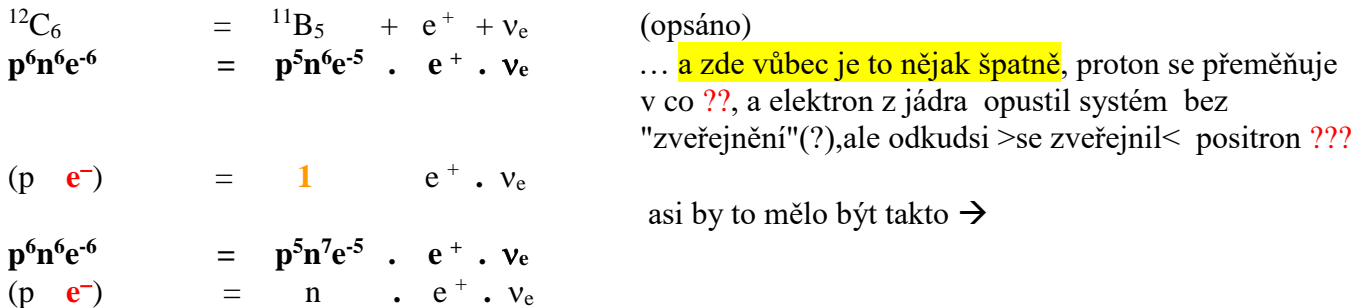 ¹²C₆ = ¹¹B₅ + e⁺ + νₑ (opsáno)
p⁶n⁶e⁻⁶ = p⁵n⁶e⁻⁵ . e⁺ . νₑ … a zde vůbec je to nějak špatně, proton se přeměňuje
v co ??, a elektron z jádra opustil systém bez
"zveřejnění"(?),ale odkudsi >se zveřejnil< positron ???
(p e⁻) = 1 e⁺ . νₑ
asi by to mělo být takto →
p⁶n⁶e⁻⁶ = p⁵n⁷e⁻⁵ . e⁺ . νₑ
(p e⁻) = n . e⁺ . νₑ